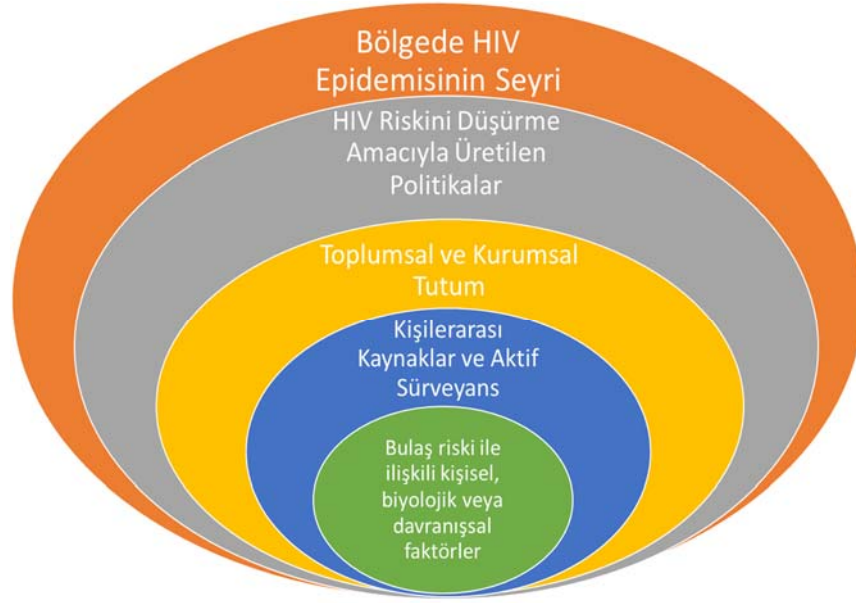 Bölgede HIV
Epidemisinin Seyri
HIV Riskini Düşürme
Amacıyla Üretilen
Politikalar
Toplumsal ve Kurumsal
Tutum
Kişilerarası
Kaynaklar ve Aktif
Sürveyans
Bulaş riski ile
ilişkili kişisel,
biyolojik veya
davranışsal
faktörler